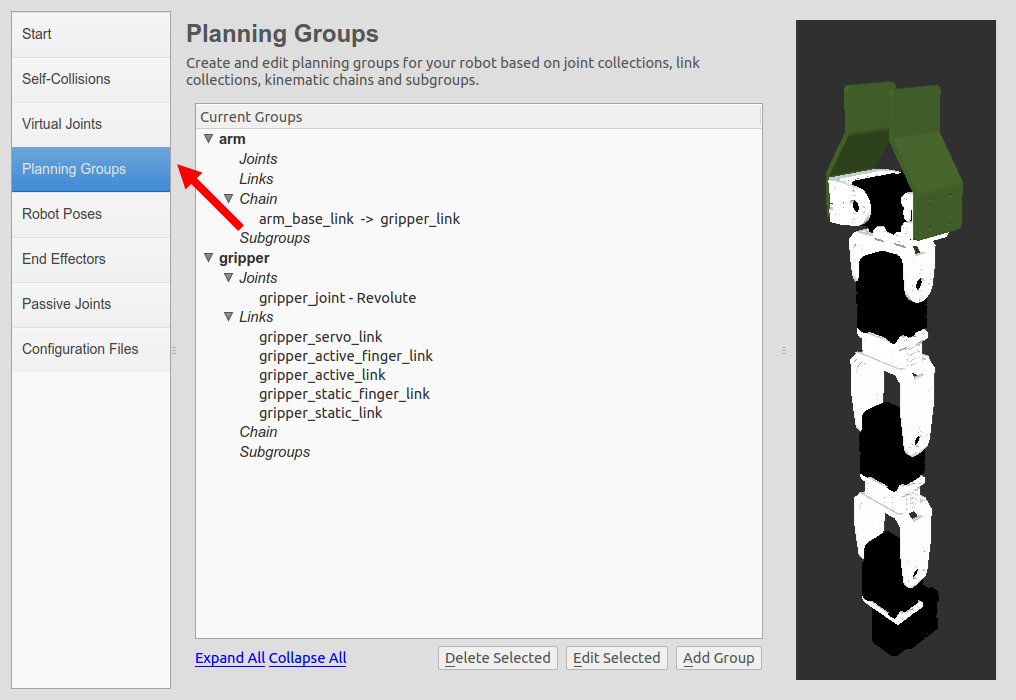 Start
Self-Collisions
Virtual Joints
Planning Groups
Robot Poses
End Effectors
Passive Joints
Configuration Files
Planning Groups
Create and edit planning groups for your robot based on joint collections, link
collections, kinematic chains and subgroups.
Current Groups
arm
Joints
Links
Chain
arm_base_link -> gripper_link
Subgroups
gripper
Joints
gripper_joint - Revolute
Links
gripper_servo_link
gripper_active_finger_link
gripper_active_link
gripper_static_finger_link
gripper_static_link
Chain
Subgroups
Expand All Collapse All Delete Selected Edit Selected Add Group